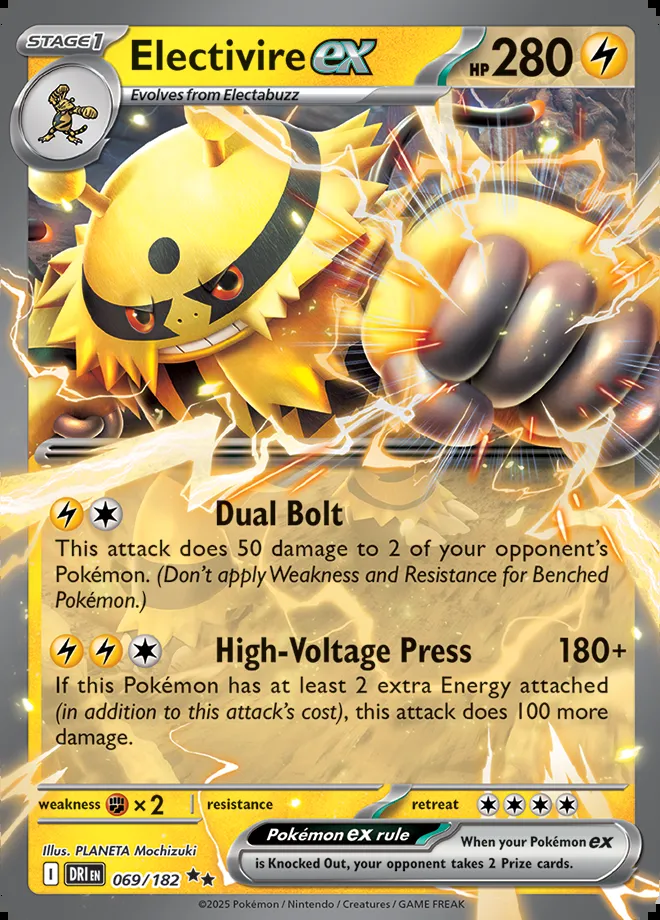 STAGE1
Electivire ex
HP 280
Evolves from Electabuzz
Dual Bolt
This attack does 50 damage to 2 of your opponent's
Pokémon. (Don't apply Weakness and Resistance for Benched
Pokémon.)
High-Voltage Press 180+
If this Pokémon has at least 2 extra Energy attached
(in addition to this attack's cost), this attack does 100 more
damage.
weakness ×2 resistance retreat
Illus. PLANETA Mochizuki
Pokémon ex rule
When your Pokémon ex
is Knocked Out, your opponent takes 2 Prize cards.
I DRI EN 069/182 ★★
©2025 Pokémon / Nintendo / Creatures / GAME FREAK